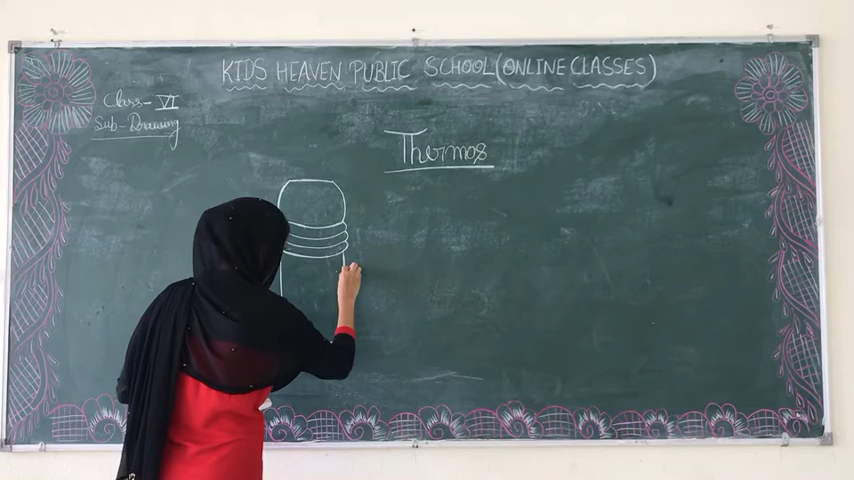 KIDS HEAVEN PUBLIC SCHOOL (ONLINE CLASSES)
Class - VI
Sub - Drawing
Thermos